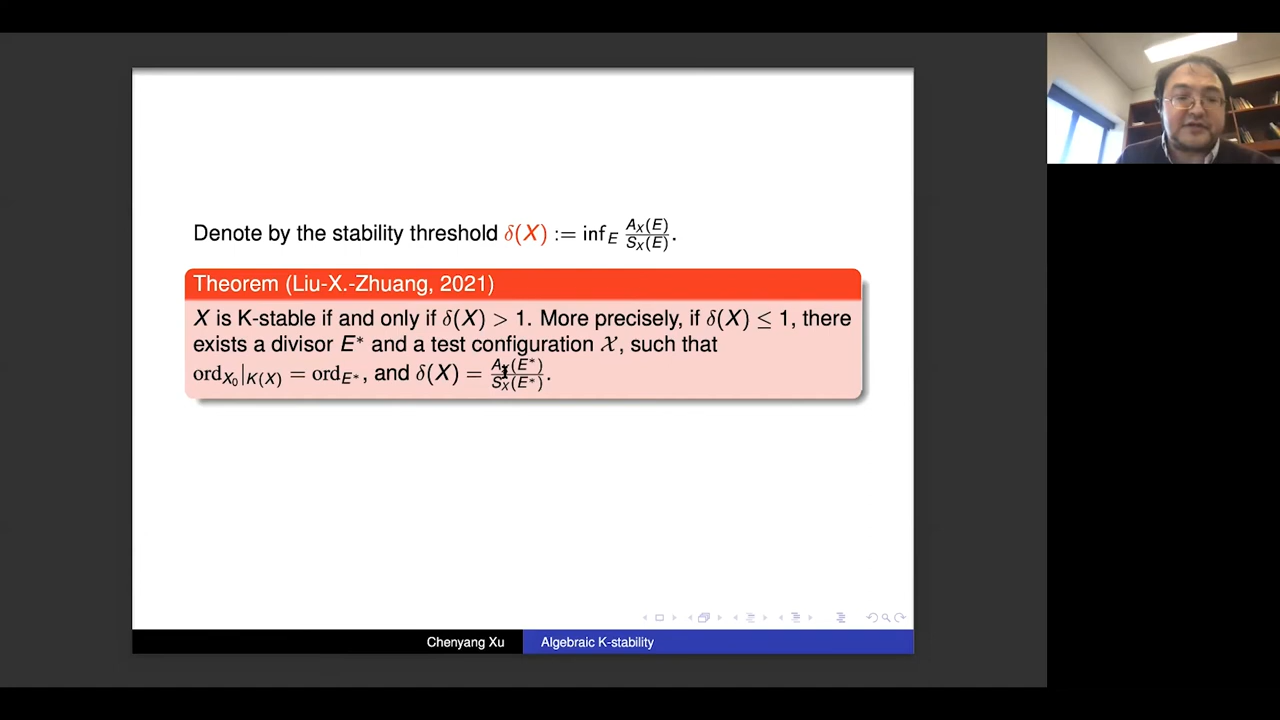 Denote by the stability threshold δ(X) := inf_E A_X(E)/S_X(E).
Theorem (Liu-X.-Zhuang, 2021)
X is K-stable if and only if δ(X) > 1. More precisely, if δ(X) ≤ 1, there
exists a divisor E* and a test configuration 𝒳, such that
ord_{X_0}|_{K(X)} = ord_{E*}, and δ(X) = A_X(E*)/S_X(E*).
Chenyang Xu
Algebraic K-stability